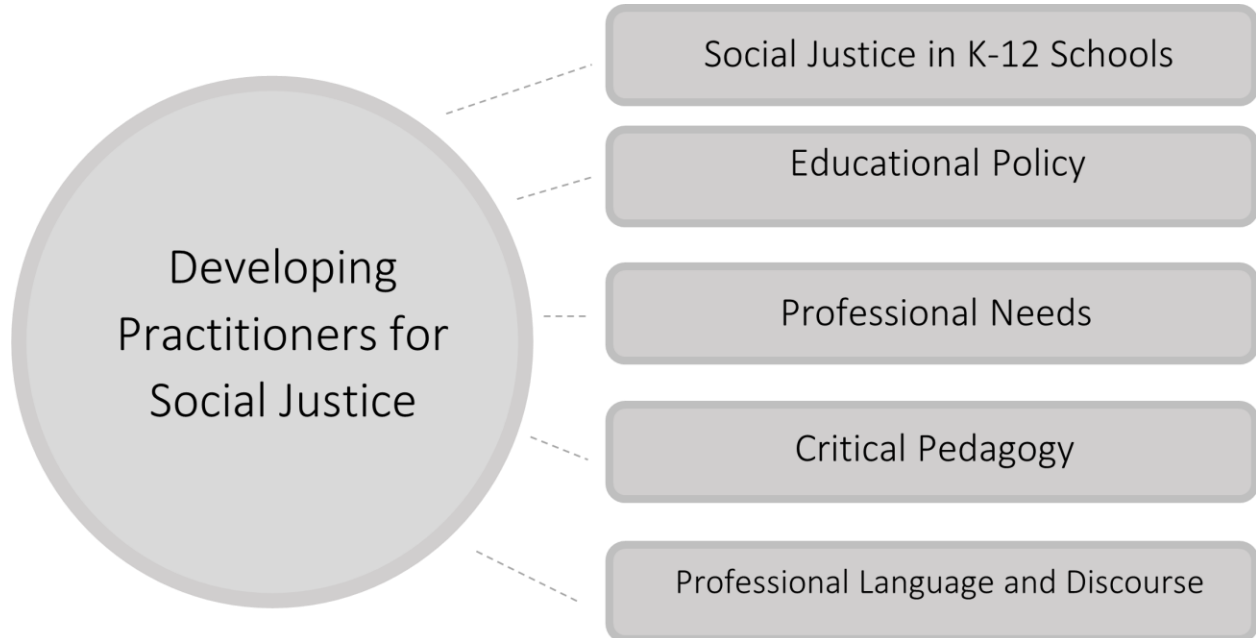 Developing
Practitioners for
Social Justice
Social Justice in K-12 Schools
Educational Policy
Professional Needs
Critical Pedagogy
Professional Language and Discourse